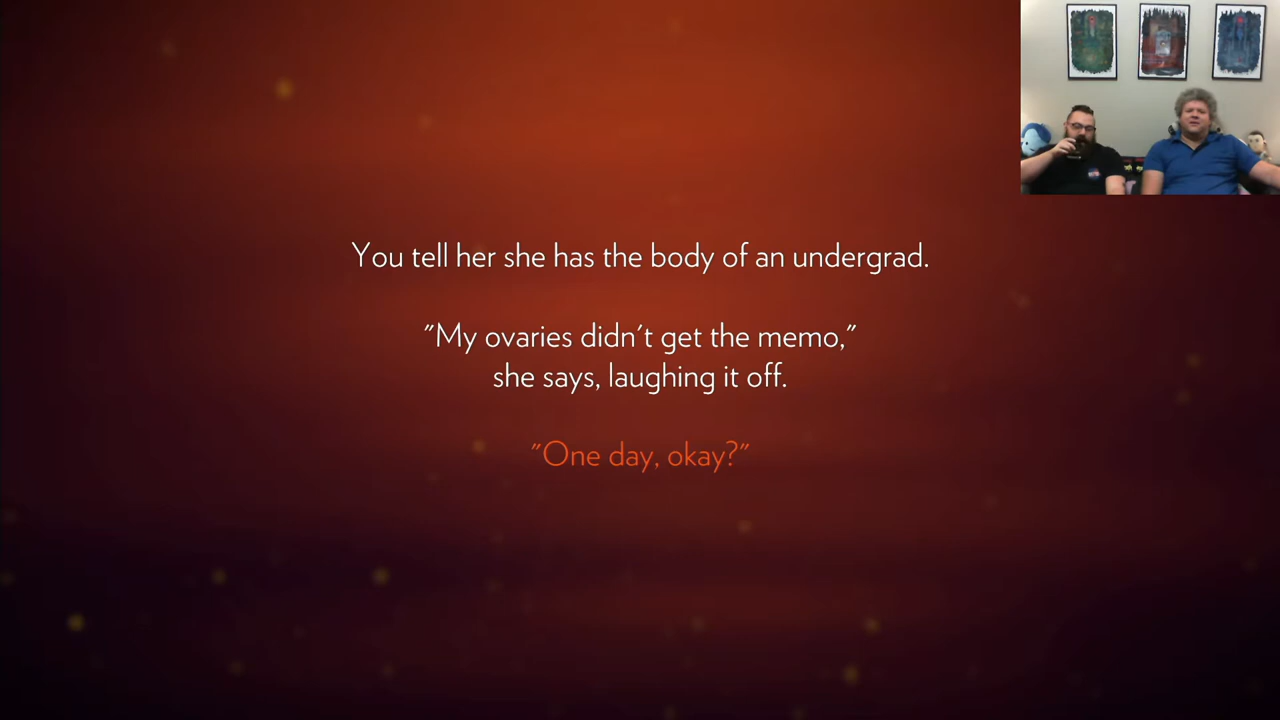 You tell her she has the body of an undergrad.
"My ovaries didn't get the memo,"
she says, laughing it off.
"One day, okay?"